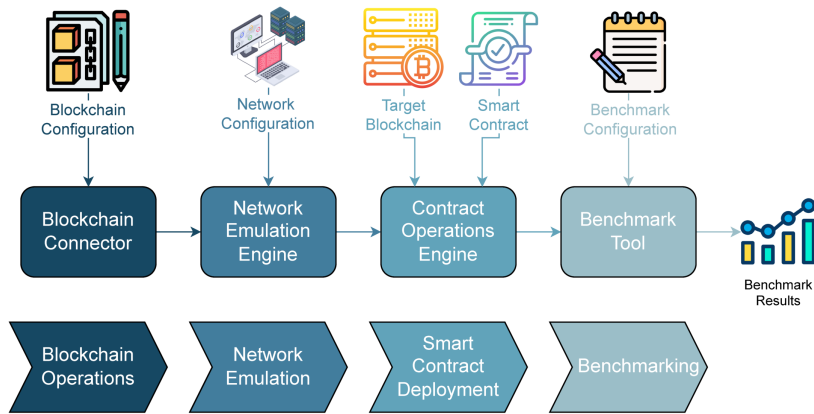 Blockchain
Configuration
Network
Configuration
Target
Blockchain
Smart
Contract
Benchmark
Configuration
Blockchain
Connector
Network
Emulation
Engine
Contract
Operations
Engine
Benchmark
Tool
Benchmark
Results
Blockchain
Operations
Network
Emulation
Smart
Contract
Deployment
Benchmarking